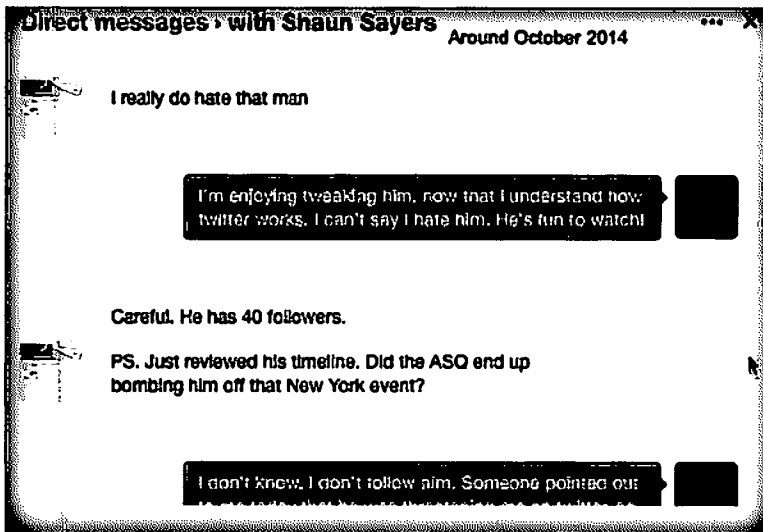 Direct messages › with Shaun Sayers
Around October 2014
I really do hate that man
I'm enjoying tweaking him, now that I understand how
twitter works. I can't say I hate him. He's fun to watch!
Careful. He has 40 followers.
PS. Just reviewed his timeline. Did the ASQ end up
bombing him off that New York event?
I don't know. I don't follow him. Someone pointed out